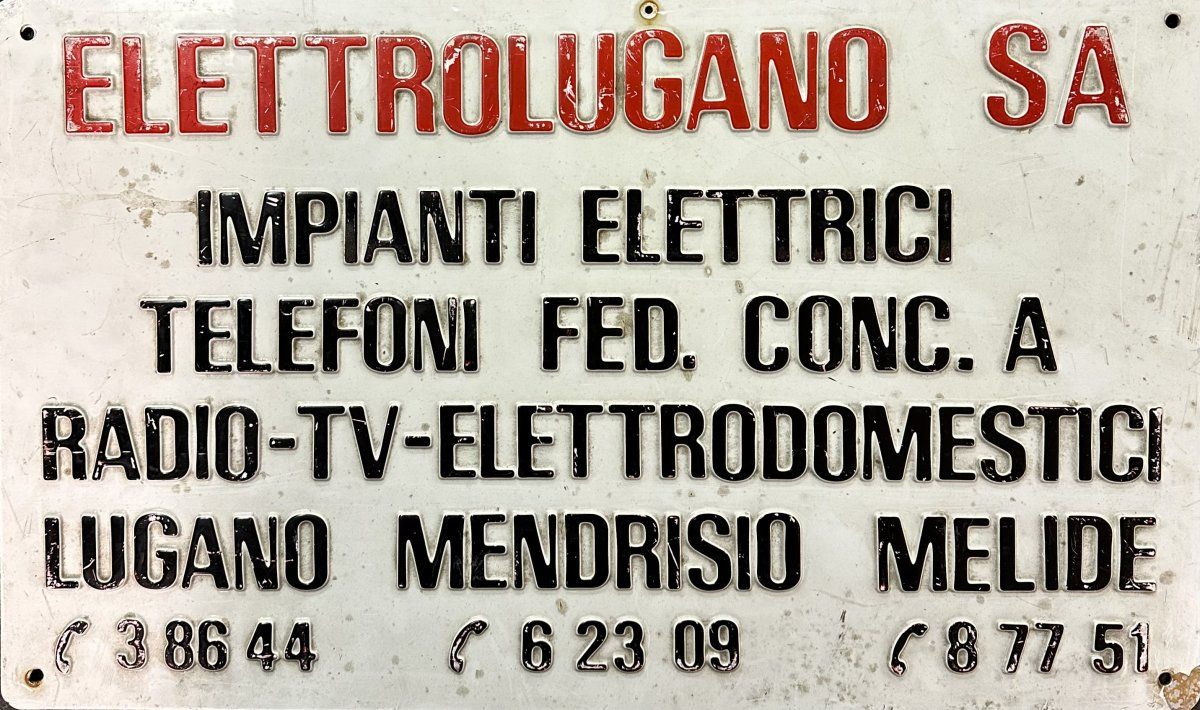 ELETTROLUGANO SA
IMPIANTI ELETTRICI
TELEFONI FED. CONC. A
RADIO-TV-ELETTRODOMESTICI
LUGANO MENDRISIO MELIDE
3 86 44 6 23 09 8 77 51